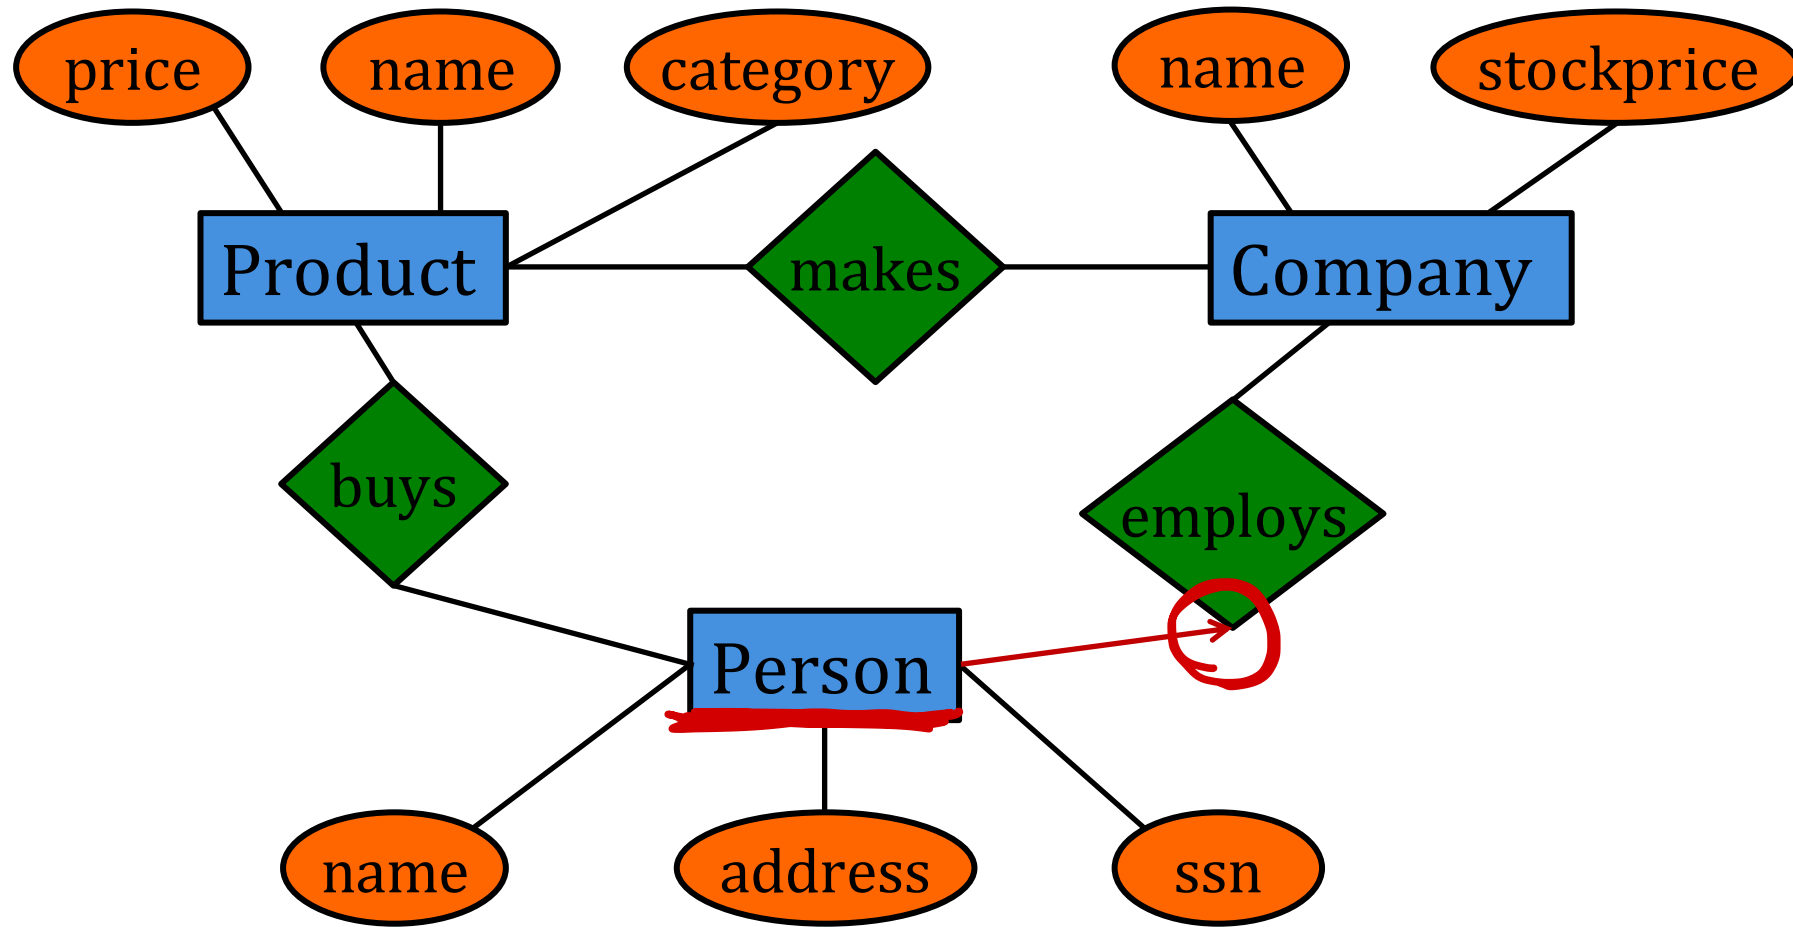 price
name
category
name
stockprice
Product
makes
Company
buys
employs
Person
name
address
ssn